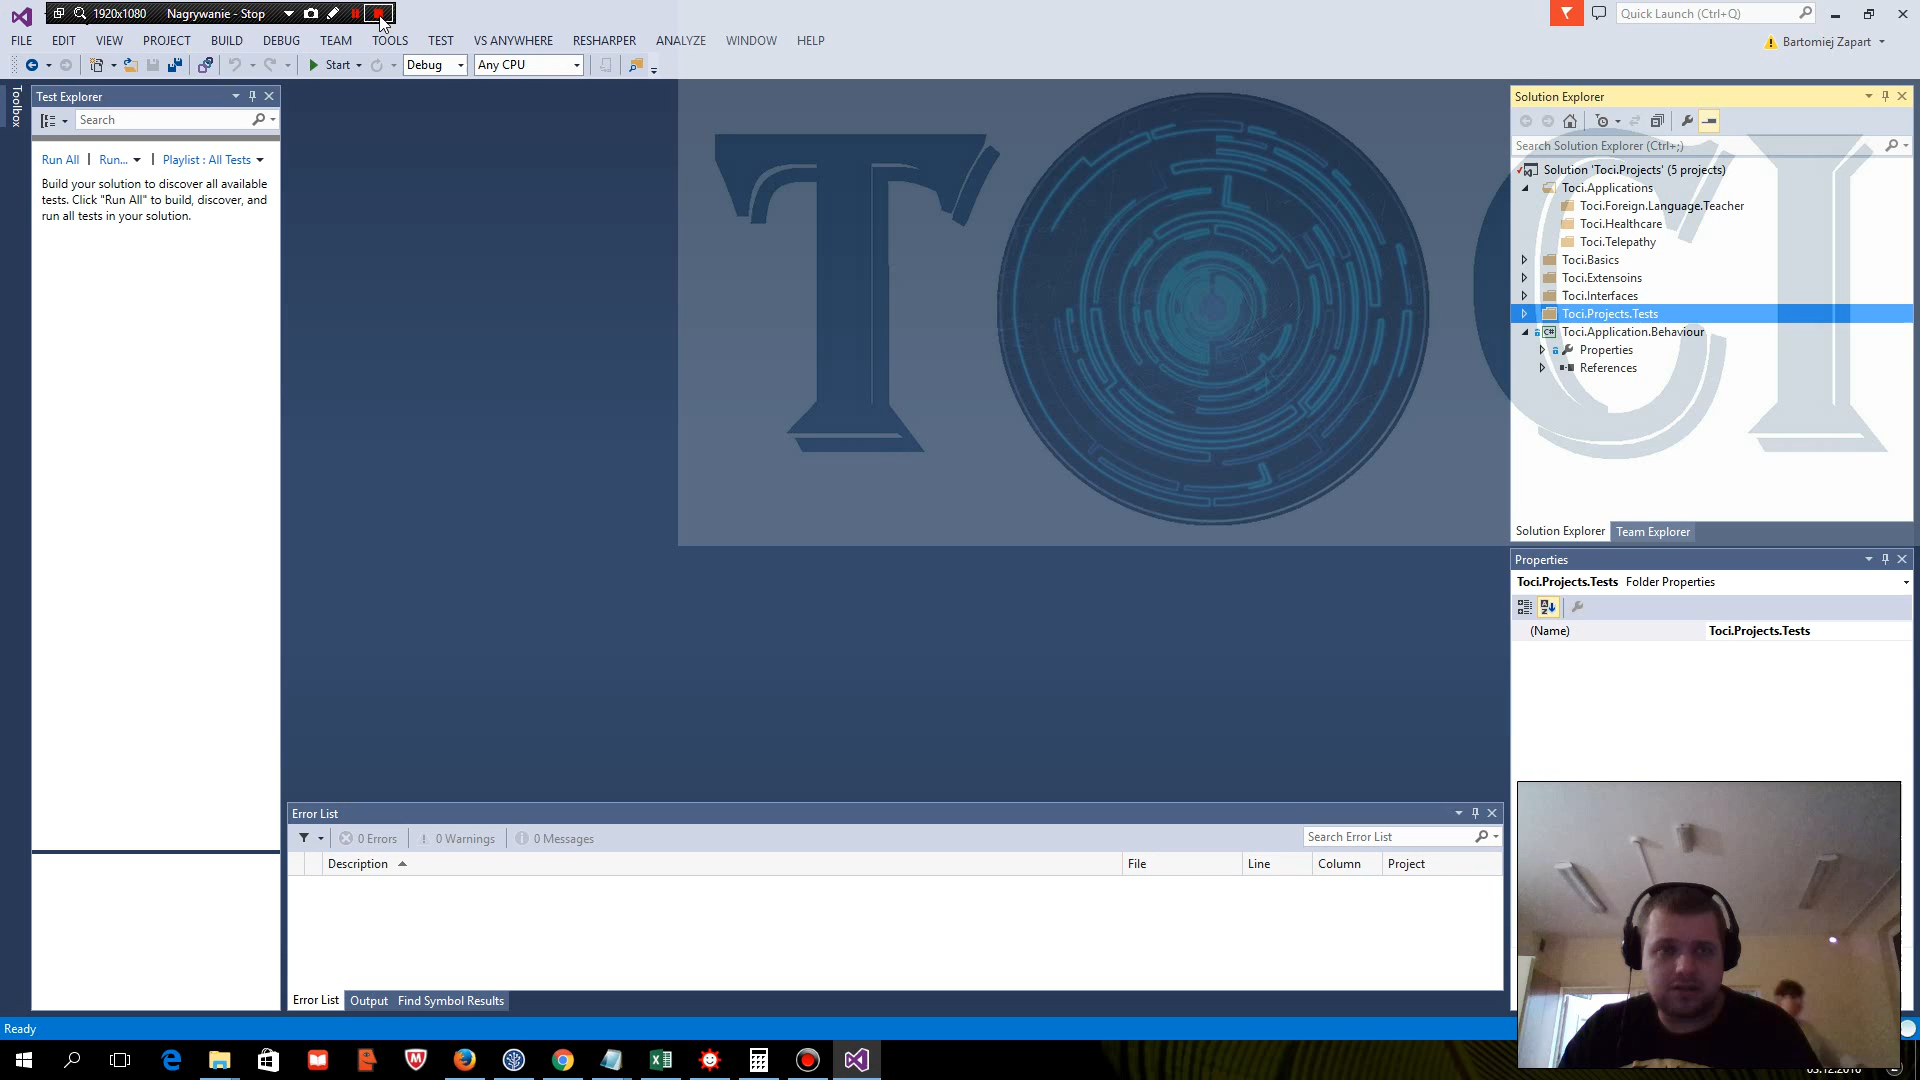 1920x1080 Nagrywanie - Stop
Quick Launch (Ctrl+Q)
FILE EDIT VIEW PROJECT BUILD DEBUG TEAM TOOLS TEST VS ANYWHERE RESHARPER ANALYZE WINDOW HELP
Bartomiej Zapart
Start Debug Any CPU
Toolbox
Test Explorer
Search
Run All Run... Playlist : All Tests
Build your solution to discover all available
tests. Click "Run All" to build, discover, and
run all tests in your solution.
TOCI
Solution Explorer
Search Solution Explorer (Ctrl+;)
Solution 'Toci.Projects' (5 projects)
Toci.Applications
Toci.Foreign.Language.Teacher
Toci.Healthcare
Toci.Telepathy
Toci.Basics
Toci.Extensoins
Toci.Interfaces
Toci.Projects.Tests
Toci.Application.Behaviour
Properties
References
Solution Explorer Team Explorer
Properties
Toci.Projects.Tests Folder Properties
(Name) Toci.Projects.Tests
Error List
0 Errors 0 Warnings 0 Messages
Search Error List
Description File Line Column Project
Error List Output Find Symbol Results
Ready